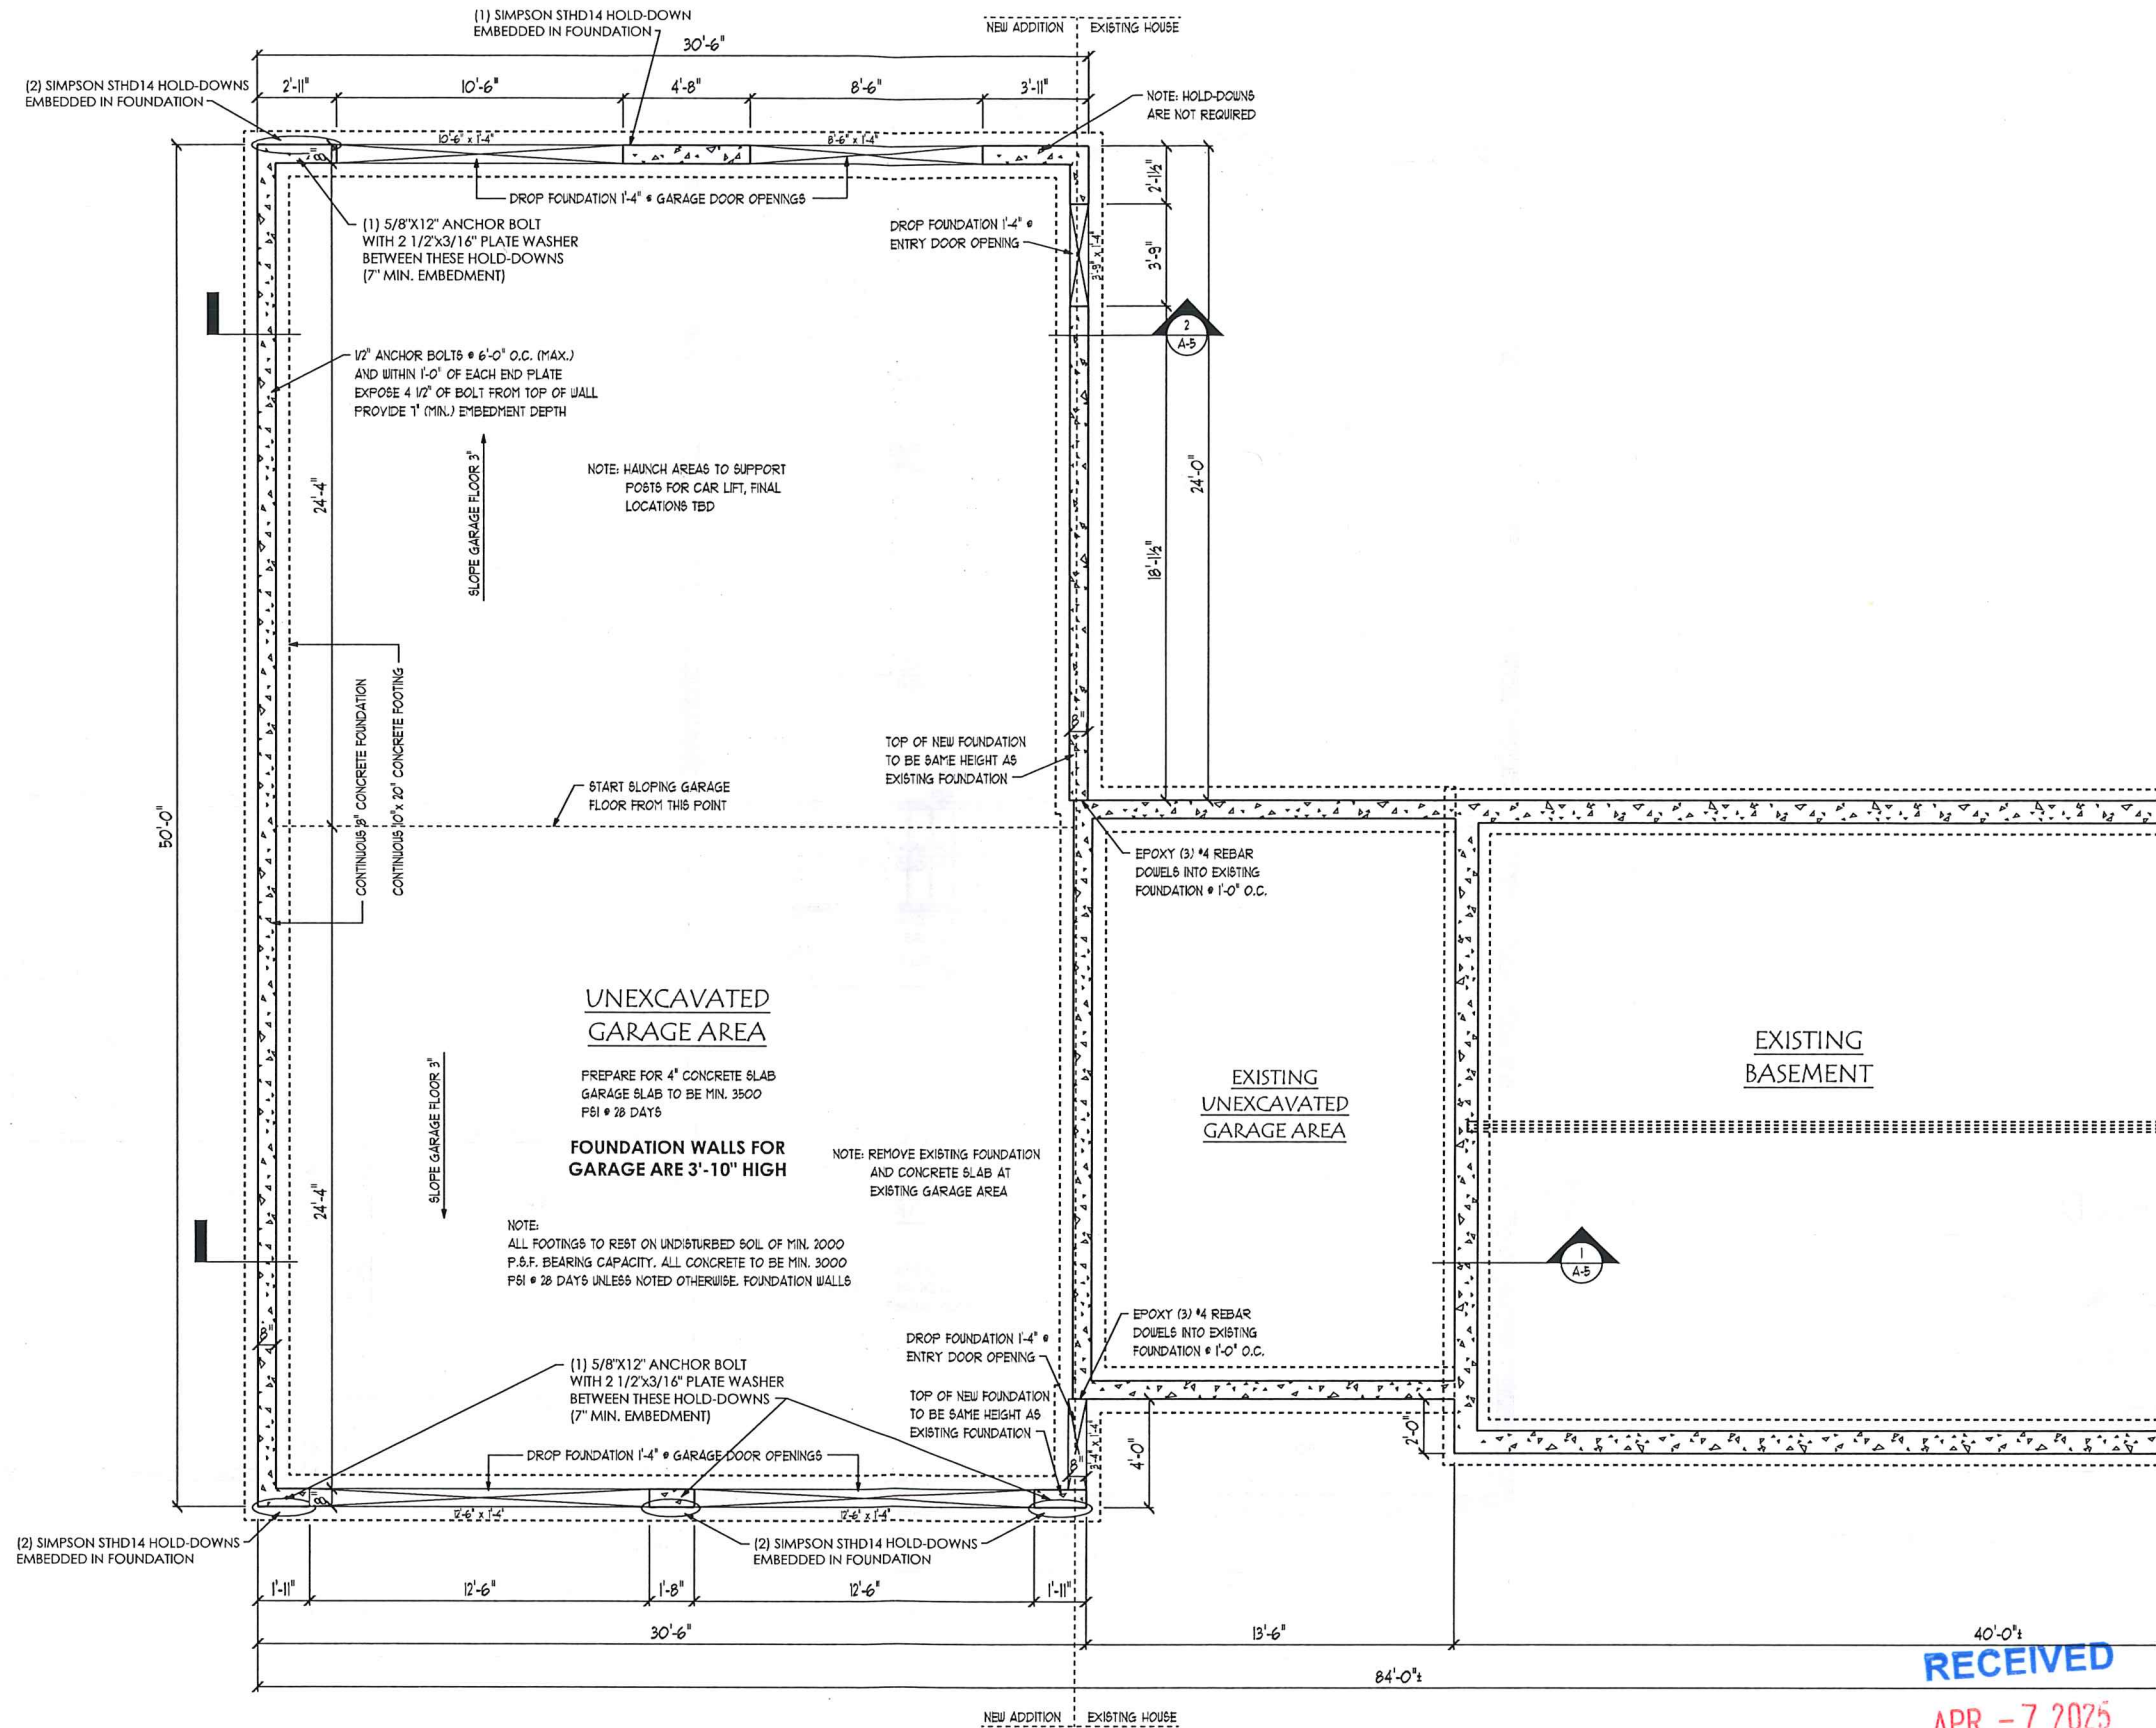 (1) SIMPSON STHD14 HOLD-DOWN
EMBEDDED IN FOUNDATION
NEW ADDITION
EXISTING HOUSE
30'-6"
(2) SIMPSON STHD14 HOLD-DOWNS
EMBEDDED IN FOUNDATION
2'-11"
10'-6"
4'-8"
8'-6"
3'-11"
NOTE: HOLD-DOWNS
ARE NOT REQUIRED
10'-6" x 1'-4"
8'-6" x 1'-4"
8"
DROP FOUNDATION 1'-4" @ GARAGE DOOR OPENINGS
2'-1½"
(1) 5/8"X12" ANCHOR BOLT
WITH 2 1/2"x3/16" PLATE WASHER
BETWEEN THESE HOLD-DOWNS
(7" MIN. EMBEDMENT)
DROP FOUNDATION 1'-4" @
ENTRY DOOR OPENING
3'-9" x 1'-4"
3'-9"
2
A-5
1/2" ANCHOR BOLTS @ 6'-0" O.C. (MAX.)
AND WITHIN 1'-0" OF EACH END PLATE
EXPOSE 4 1/2" OF BOLT FROM TOP OF WALL
PROVIDE 7" (MIN.) EMBEDMENT DEPTH
24'-4"
SLOPE GARAGE FLOOR 3"
NOTE: HAUNCH AREAS TO SUPPORT
POSTS FOR CAR LIFT, FINAL
LOCATIONS TBD
24'-0"
18'-1½"
CONTINUOUS 8" CONCRETE FOUNDATION
CONTINUOUS 10" x 20" CONCRETE FOOTING
8"
TOP OF NEW FOUNDATION
TO BE SAME HEIGHT AS
EXISTING FOUNDATION
START SLOPING GARAGE
FLOOR FROM THIS POINT
50'-0"
EPOXY (3) #4 REBAR
DOWELS INTO EXISTING
FOUNDATION @ 1'-0" O.C.
UNEXCAVATED
GARAGE AREA
PREPARE FOR 4" CONCRETE SLAB
GARAGE SLAB TO BE MIN. 3500
PSI @ 28 DAYS
FOUNDATION WALLS FOR
GARAGE ARE 3'-10" HIGH
EXISTING
UNEXCAVATED
GARAGE AREA
EXISTING
BASEMENT
SLOPE GARAGE FLOOR 3"
24'-4"
NOTE: REMOVE EXISTING FOUNDATION
AND CONCRETE SLAB AT
EXISTING GARAGE AREA
NOTE:
ALL FOOTINGS TO REST ON UNDISTURBED SOIL OF MIN. 2000
P.S.F. BEARING CAPACITY. ALL CONCRETE TO BE MIN. 3000
PSI @ 28 DAYS UNLESS NOTED OTHERWISE. FOUNDATION WALLS
1
A-5
EPOXY (3) #4 REBAR
DOWELS INTO EXISTING
FOUNDATION @ 1'-0" O.C.
8"
DROP FOUNDATION 1'-4" @
ENTRY DOOR OPENING
(1) 5/8"X12" ANCHOR BOLT
WITH 2 1/2"x3/16" PLATE WASHER
BETWEEN THESE HOLD-DOWNS
(7" MIN. EMBEDMENT)
TOP OF NEW FOUNDATION
TO BE SAME HEIGHT AS
EXISTING FOUNDATION
2'-0"
4'-0"
3'-4" x 1'-4"
8"
DROP FOUNDATION 1'-4" @ GARAGE DOOR OPENINGS
8"
12'-6" x 1'-4"
12'-6" x 1'-4"
(2) SIMPSON STHD14 HOLD-DOWNS
EMBEDDED IN FOUNDATION
(2) SIMPSON STHD14 HOLD-DOWNS
EMBEDDED IN FOUNDATION
1'-11"
12'-6"
1'-8"
12'-6"
1'-11"
30'-6"
13'-6"
40'-0"±
RECEIVED
84'-0"±
APR - 7 2025
NEW ADDITION
EXISTING HOUSE